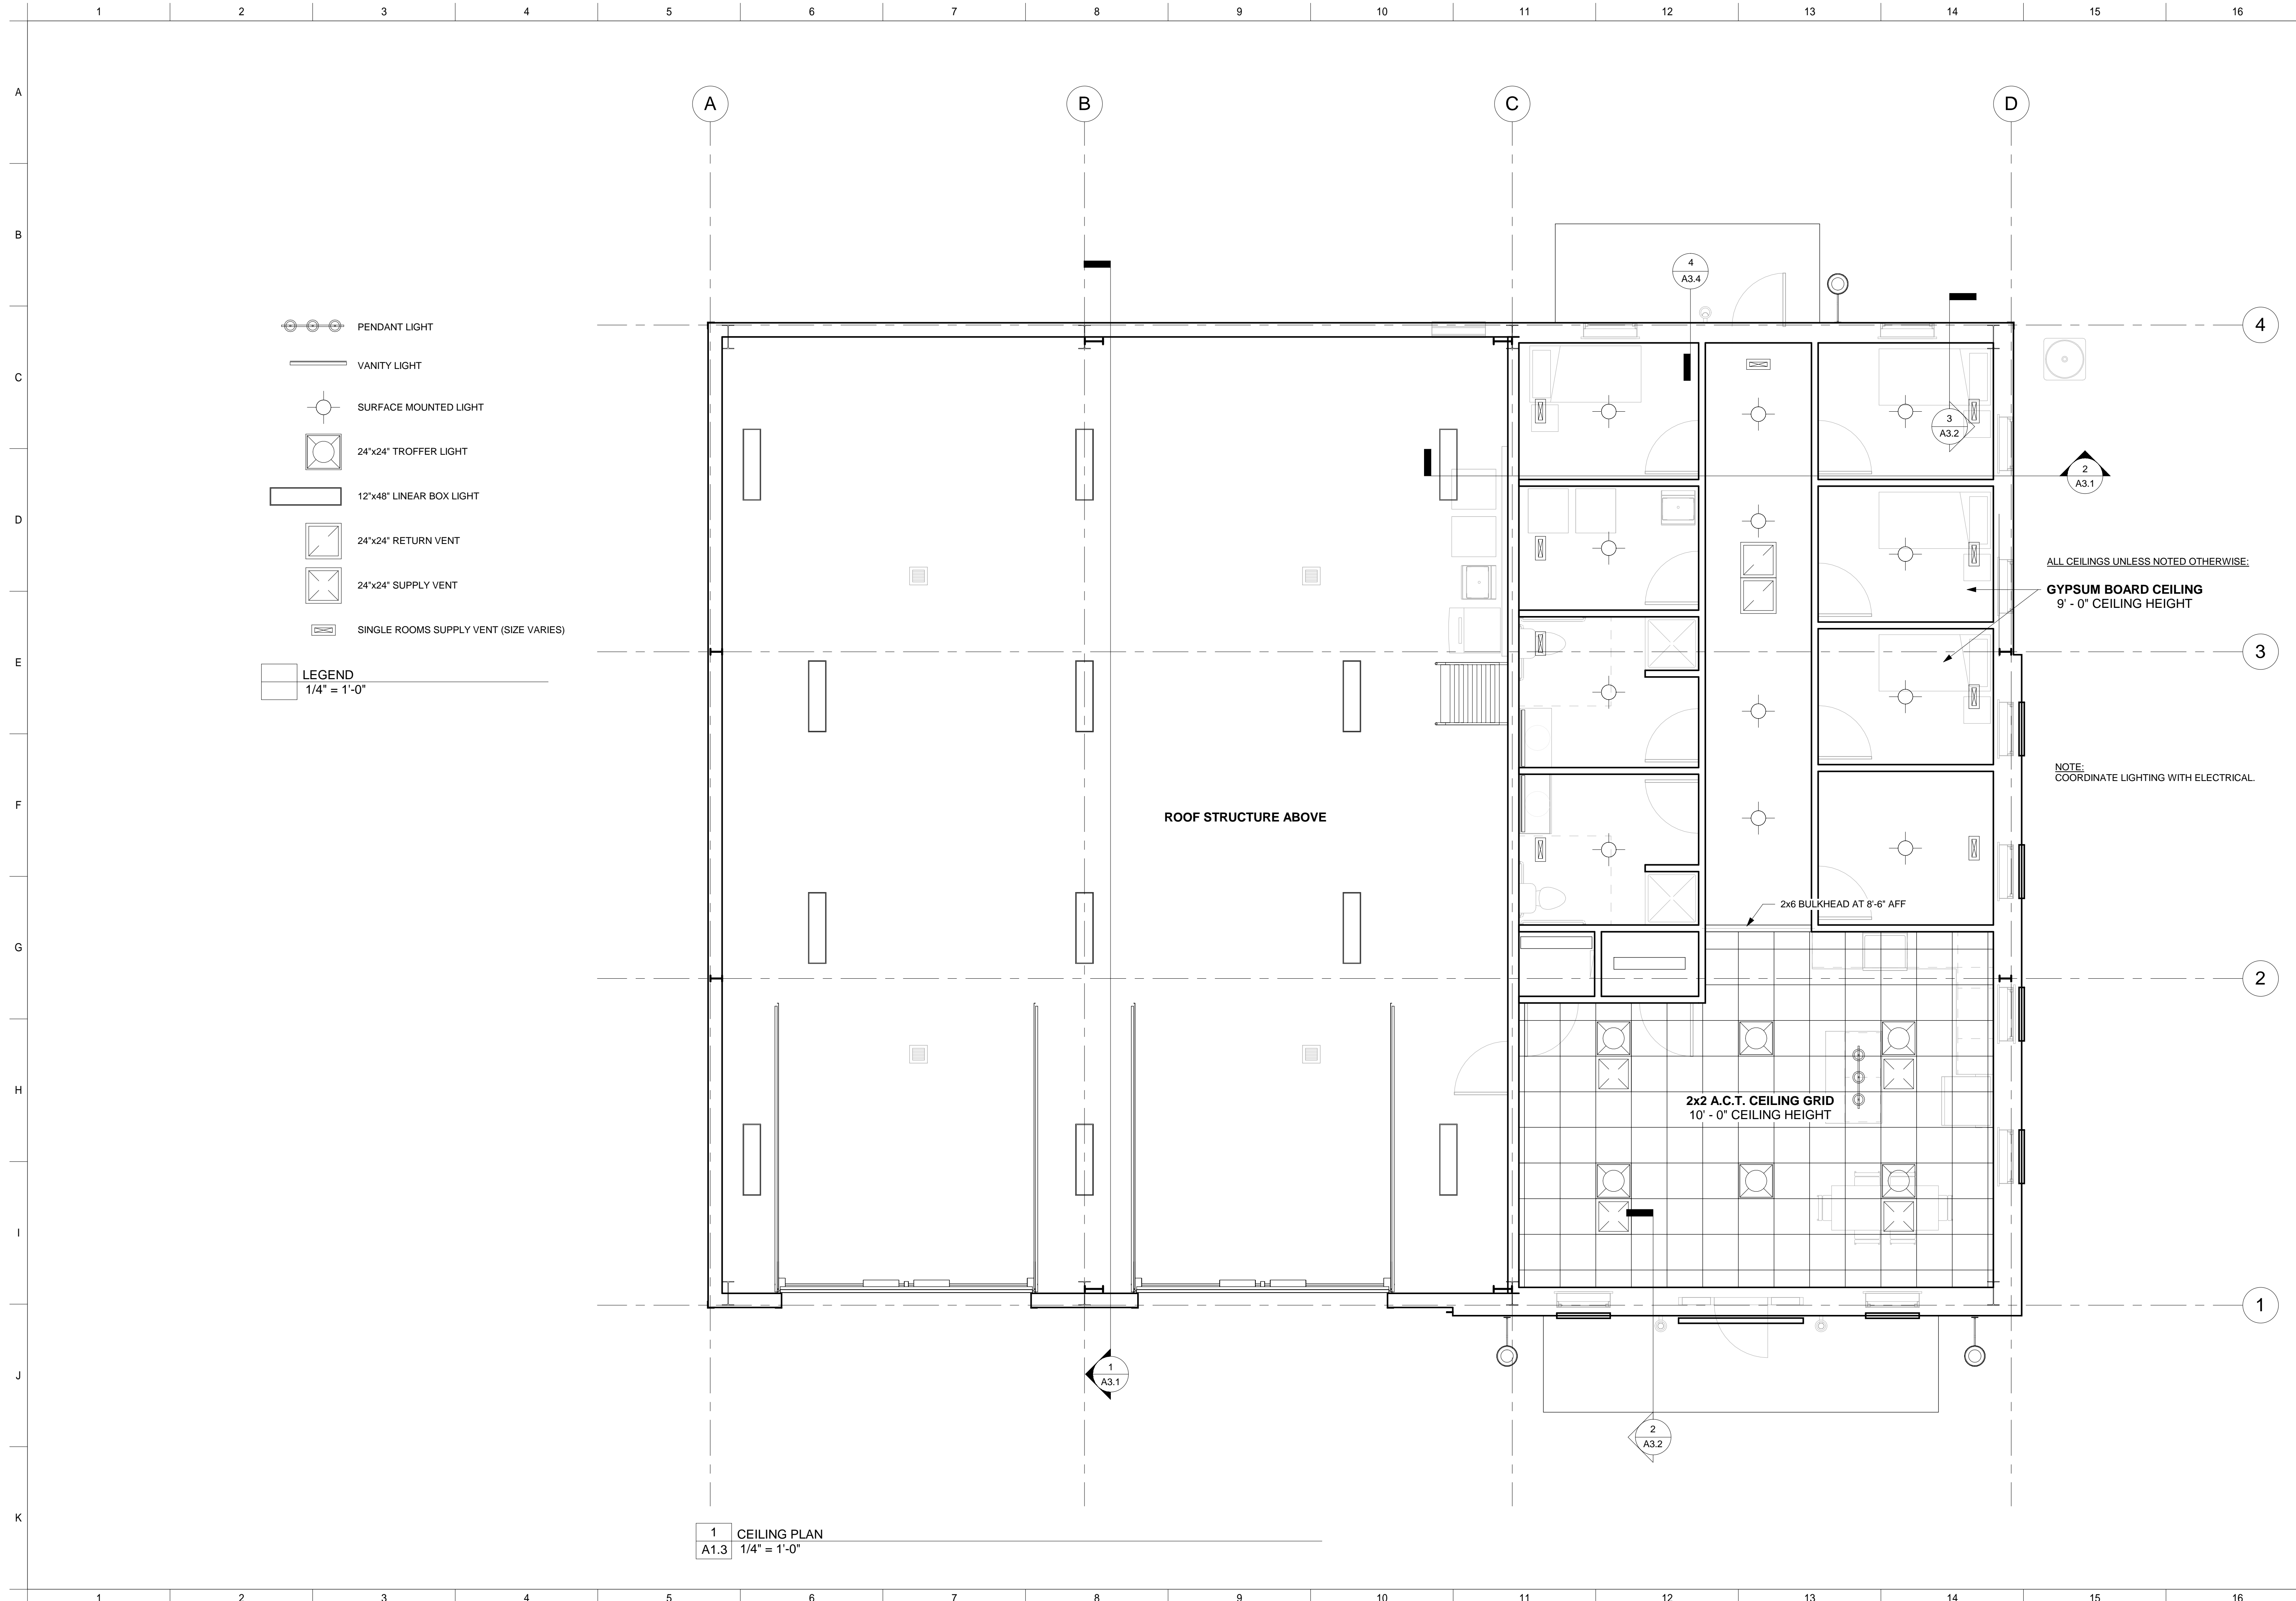 1 2 3 4 5 6 7 8 9 10 11 12 13 14 15 16
A
B
C
D
E
F
G
H
I
J
K
A B C D
4
3
2
1
PENDANT LIGHT
VANITY LIGHT
SURFACE MOUNTED LIGHT
24"x24" TROFFER LIGHT
12"x48" LINEAR BOX LIGHT
24"x24" RETURN VENT
24"x24" SUPPLY VENT
SINGLE ROOMS SUPPLY VENT (SIZE VARIES)
LEGEND
1/4" = 1'-0"
4
A3.4
3
A3.2
2
A3.1
ALL CEILINGS UNLESS NOTED OTHERWISE:
GYPSUM BOARD CEILING
9' - 0" CEILING HEIGHT
NOTE:
COORDINATE LIGHTING WITH ELECTRICAL.
ROOF STRUCTURE ABOVE
2x6 BULKHEAD AT 8'-6" AFF
2x2 A.C.T. CEILING GRID
10' - 0" CEILING HEIGHT
1
A3.1
2
A3.2
1
A1.3
CEILING PLAN
1/4" = 1'-0"
1 2 3 4 5 6 7 8 9 10 11 12 13 14 15 16